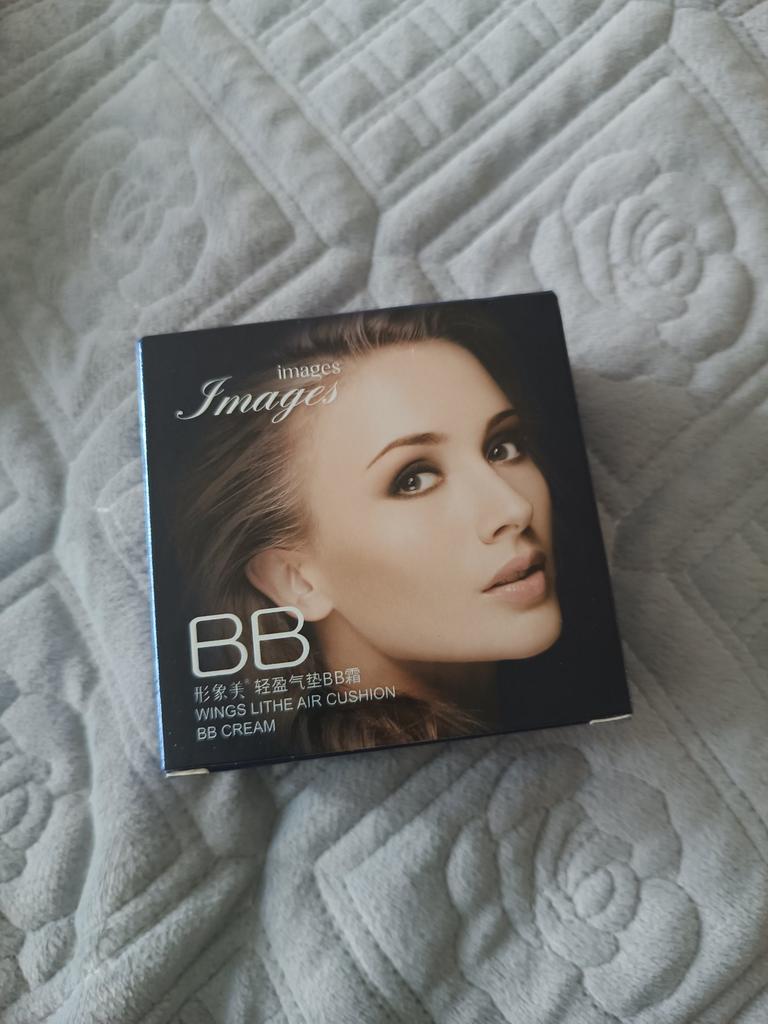 images
Images
BB
形象美® 轻盈气垫BB霜
WINGS LITHE AIR CUSHION
BB CREAM